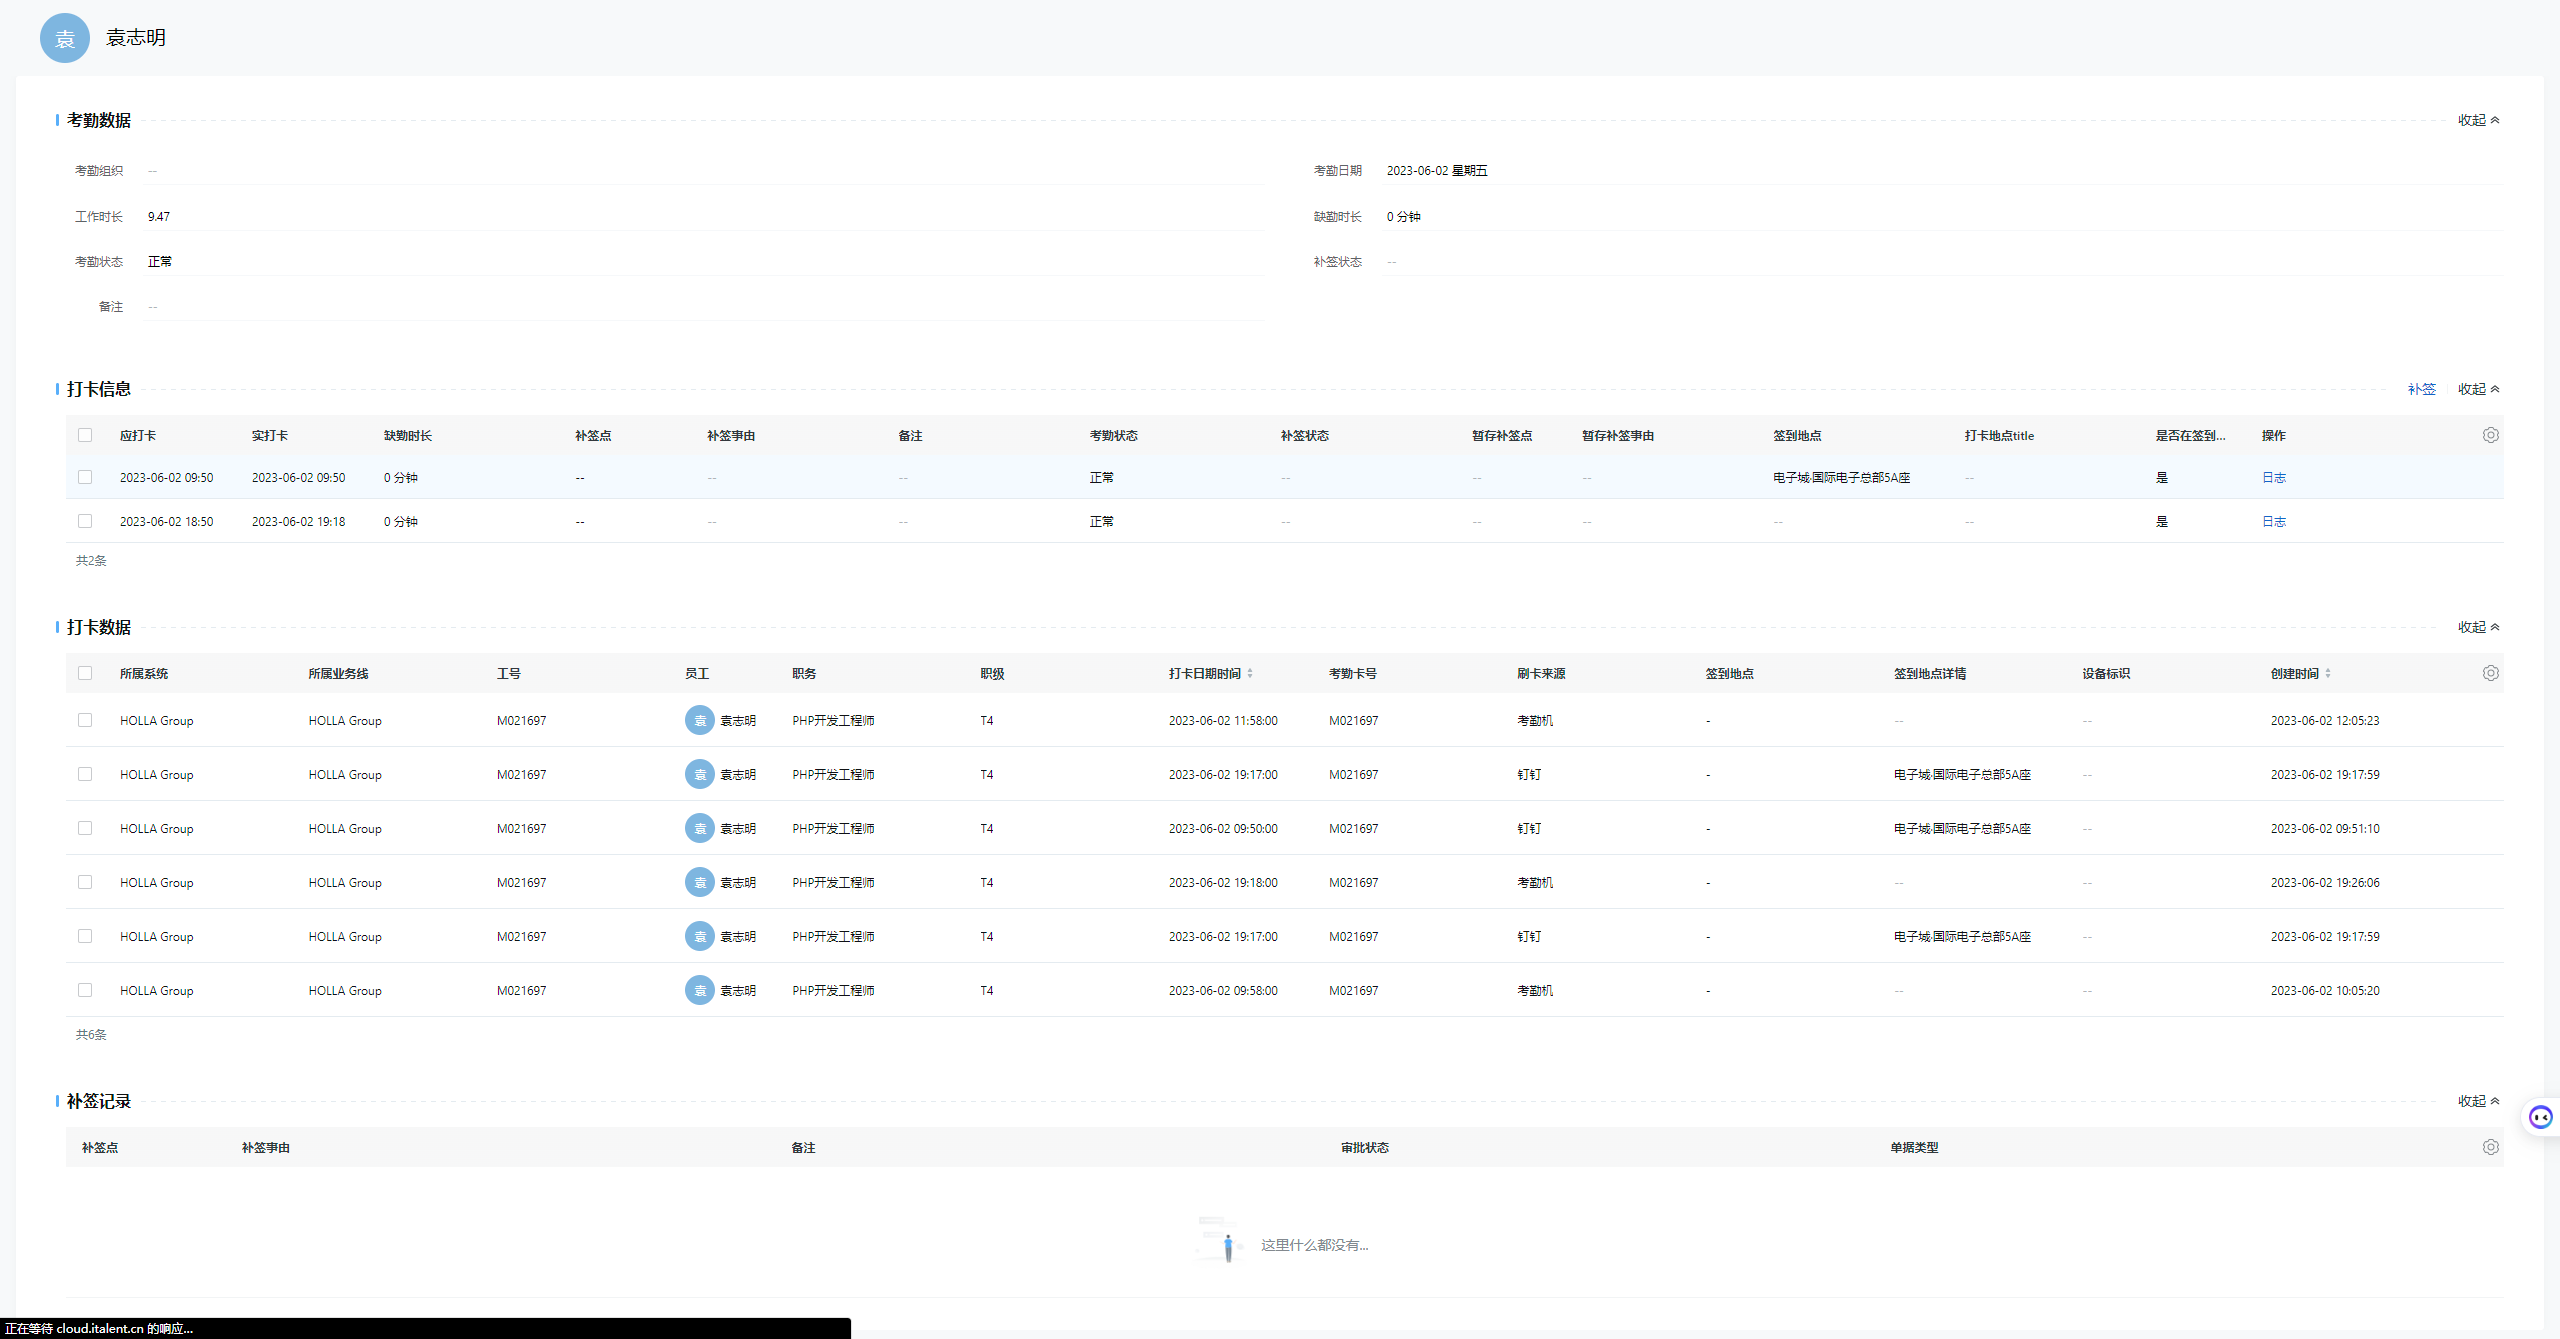 袁 袁志明
考勤数据 收起
考勤组织 -- 考勤日期 2023-06-02 星期五
工作时长 9.47 缺勤时长 0 分钟
考勤状态 正常 补签状态 --
备注 --
打卡信息 补签 收起
应打卡 实打卡 缺勤时长 补签点 补签事由 备注 考勤状态 补签状态 暂存补签点 暂存补签事由 签到地点 打卡地点title 是否在签到... 操作
2023-06-02 09:50 2023-06-02 09:50 0 分钟 -- -- -- 正常 -- -- -- 电子城·国际电子总部5A座 -- 是 日志
2023-06-02 18:50 2023-06-02 19:18 0 分钟 -- -- -- 正常 -- -- -- -- -- 是 日志
共2条
打卡数据 收起
所属系统 所属业务线 工号 员工 职务 职级 打卡日期时间 考勤卡号 刷卡来源 签到地点 签到地点详情 设备标识 创建时间
HOLLA Group HOLLA Group M021697 袁 袁志明 PHP开发工程师 T4 2023-06-02 11:58:00 M021697 考勤机 - -- -- 2023-06-02 12:05:23
HOLLA Group HOLLA Group M021697 袁 袁志明 PHP开发工程师 T4 2023-06-02 19:17:00 M021697 钉钉 - 电子城·国际电子总部5A座 -- 2023-06-02 19:17:59
HOLLA Group HOLLA Group M021697 袁 袁志明 PHP开发工程师 T4 2023-06-02 09:50:00 M021697 钉钉 - 电子城·国际电子总部5A座 -- 2023-06-02 09:51:10
HOLLA Group HOLLA Group M021697 袁 袁志明 PHP开发工程师 T4 2023-06-02 19:18:00 M021697 考勤机 - -- -- 2023-06-02 19:26:06
HOLLA Group HOLLA Group M021697 袁 袁志明 PHP开发工程师 T4 2023-06-02 19:17:00 M021697 钉钉 - 电子城·国际电子总部5A座 -- 2023-06-02 19:17:59
HOLLA Group HOLLA Group M021697 袁 袁志明 PHP开发工程师 T4 2023-06-02 09:58:00 M021697 考勤机 - -- -- 2023-06-02 10:05:20
共6条
补签记录 收起
补签点 补签事由 备注 审批状态 单据类型
这里什么都没有...
正在等待 cloud.italent.cn 的响应...